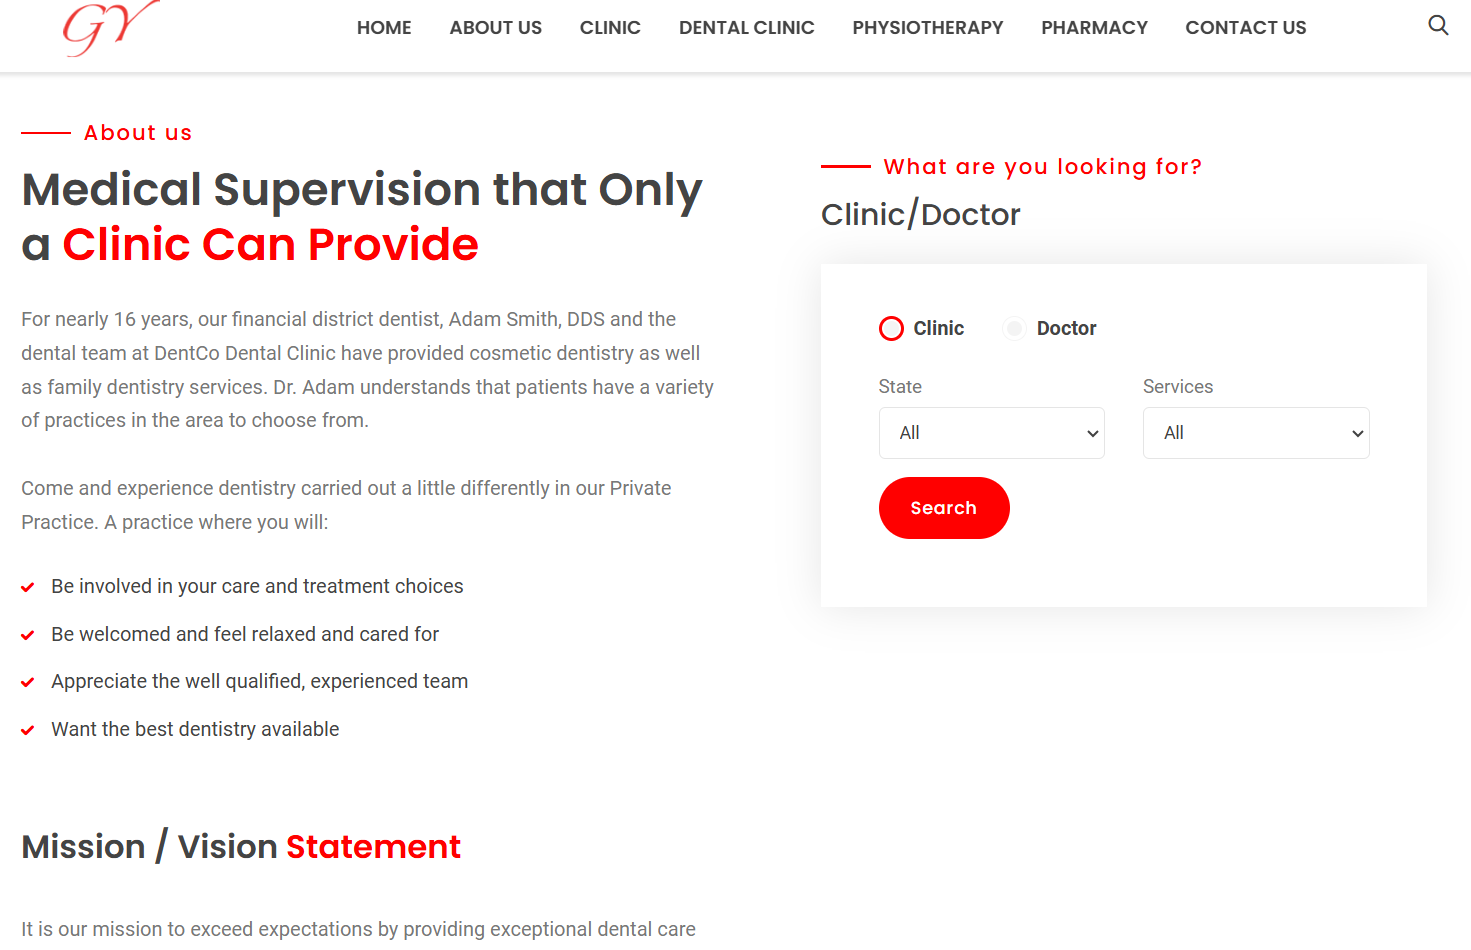 GY
HOME ABOUT US CLINIC DENTAL CLINIC PHYSIOTHERAPY PHARMACY CONTACT US
About us
Medical Supervision that Only
a Clinic Can Provide
For nearly 16 years, our financial district dentist, Adam Smith, DDS and the
dental team at DentCo Dental Clinic have provided cosmetic dentistry as well
as family dentistry services. Dr. Adam understands that patients have a variety
of practices in the area to choose from.
Come and experience dentistry carried out a little differently in our Private
Practice. A practice where you will:
Be involved in your care and treatment choices
Be welcomed and feel relaxed and cared for
Appreciate the well qualified, experienced team
Want the best dentistry available
Mission / Vision Statement
It is our mission to exceed expectations by providing exceptional dental care
What are you looking for?
Clinic/Doctor
Clinic Doctor
State Services
All All
Search